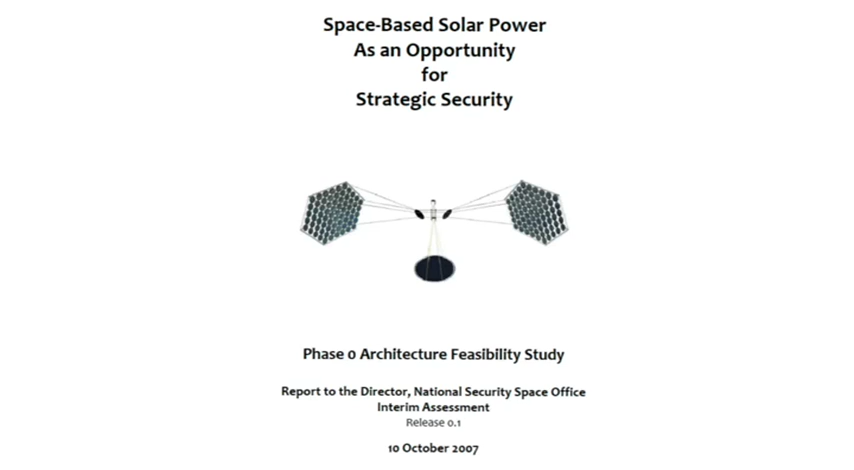 Space-Based Solar Power
As an Opportunity
for
Strategic Security
Phase 0 Architecture Feasibility Study
Report to the Director, National Security Space Office
Interim Assessment
Release 0.1
10 October 2007